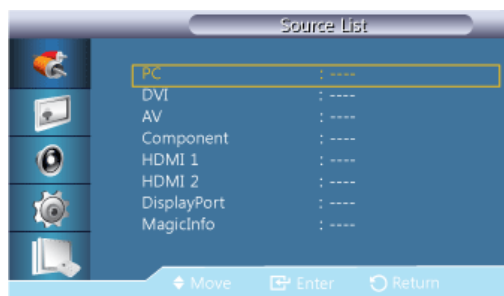 Source List
PC : ----
DVI : ----
AV : ----
Component : ----
HDMI 1 : ----
HDMI 2 : ----
DisplayPort : ----
MagicInfo : ----
Move Enter Return